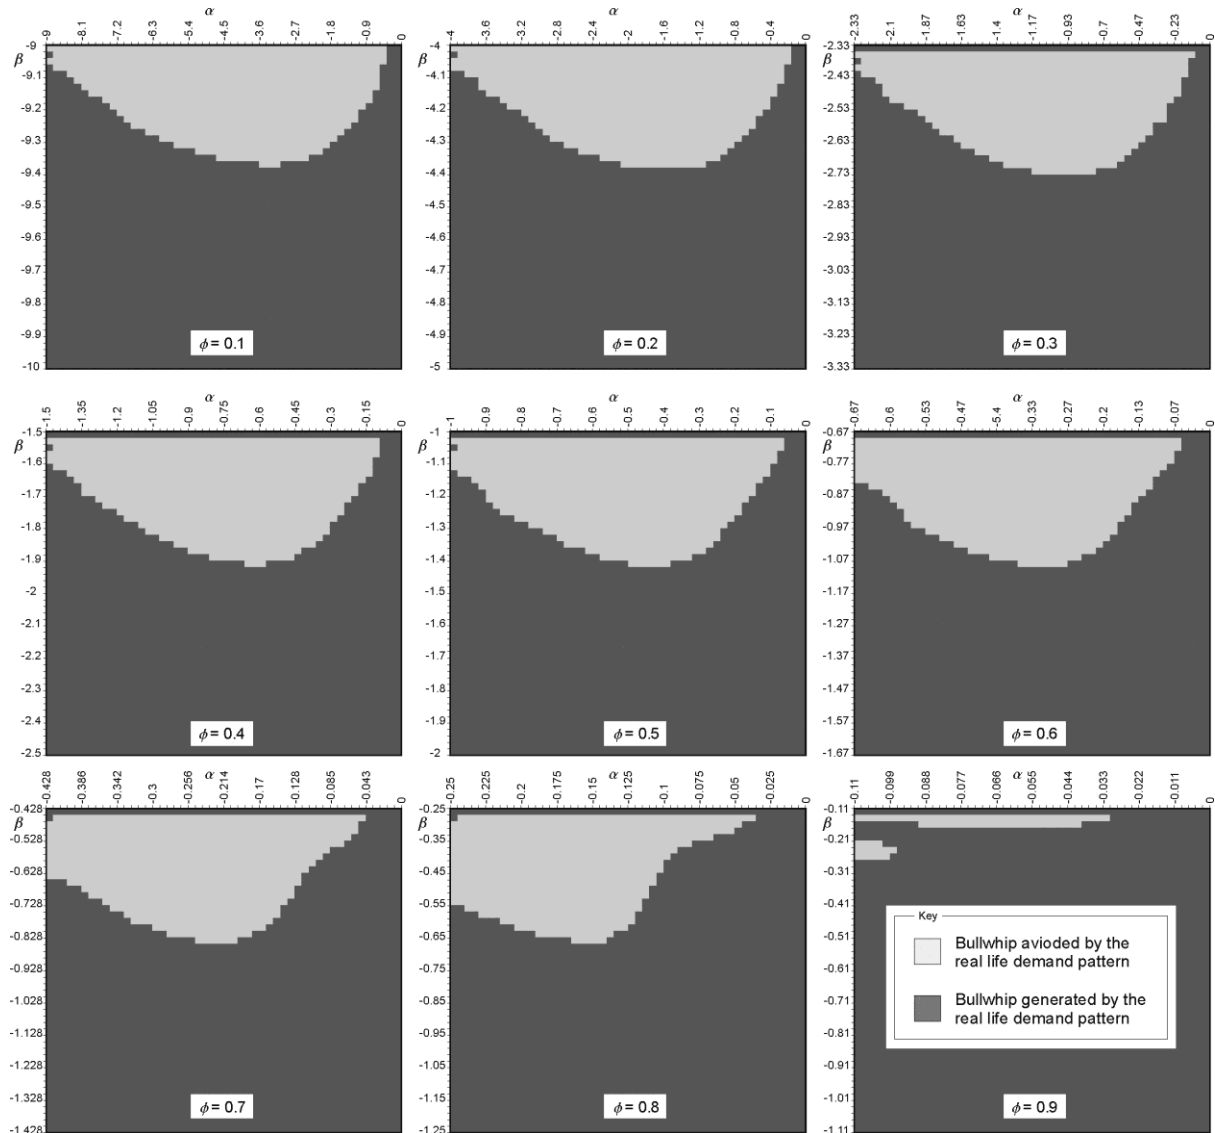 α α α
-9 -8.1 -7.2 -6.3 -5.4 -4.5 -3.6 -2.7 -1.8 -0.9 0
-4 -3.6 -3.2 -2.8 -2.4 -2 -1.6 -1.2 -0.8 -0.4 0
-2.33 -2.1 -1.87 -1.63 -1.4 -1.17 -0.93 -0.7 -0.47 -0.23 0
β
-9
-9.1
-9.2
-9.3
-9.4
-9.5
-9.6
-9.7
-9.8
-9.9
-10
ϕ = 0.1
β
-4
-4.1
-4.2
-4.3
-4.4
-4.5
-4.6
-4.7
-4.8
-4.9
-5
ϕ = 0.2
β
-2.33
-2.43
-2.53
-2.63
-2.73
-2.83
-2.93
-3.03
-3.13
-3.23
-3.33
ϕ = 0.3
α α α
-1.5 -1.35 -1.2 -1.05 -0.9 -0.75 -0.6 -0.45 -0.3 -0.15 0
-1 -0.9 -0.8 -0.7 -0.6 -0.5 -0.4 -0.3 -0.2 -0.1 0
-0.67 -0.6 -0.53 -0.47 -5.4 -0.33 -0.27 -0.2 -0.13 -0.07 0
β
-1.5
-1.6
-1.7
-1.8
-1.9
-2
-2.1
-2.2
-2.3
-2.4
-2.5
ϕ = 0.4
β
-1
-1.1
-1.2
-1.3
-1.4
-1.5
-1.6
-1.7
-1.8
-1.9
-2
ϕ = 0.5
β
-0.67
-0.77
-0.87
-0.97
-1.07
-1.17
-1.27
-1.37
-1.47
-1.57
-1.67
ϕ = 0.6
α α α
-0.428 -0.386 -0.342 -0.3 -0.256 -0.214 -0.17 -0.128 -0.085 -0.043 0
-0.25 -0.225 -0.2 -0.175 -0.15 -0.125 -0.1 -0.075 -0.05 -0.025 0
-0.11 -0.099 -0.088 -0.077 -0.066 -0.055 -0.044 -0.033 -0.022 -0.011 0
β
-0.428
-0.528
-0.628
-0.728
-0.828
-0.928
-1.028
-1.128
-1.228
-1.328
-1.428
ϕ = 0.7
β
-0.25
-0.35
-0.45
-0.55
-0.65
-0.75
-0.85
-0.95
-1.05
-1.15
-1.25
ϕ = 0.8
β
-0.11
-0.21
-0.31
-0.41
-0.51
-0.61
-0.71
-0.81
-0.91
-1.01
-1.11
Key
Bullwhip avioded by the
real life demand pattern
Bullwhip generated by the
real life demand pattern
ϕ = 0.9